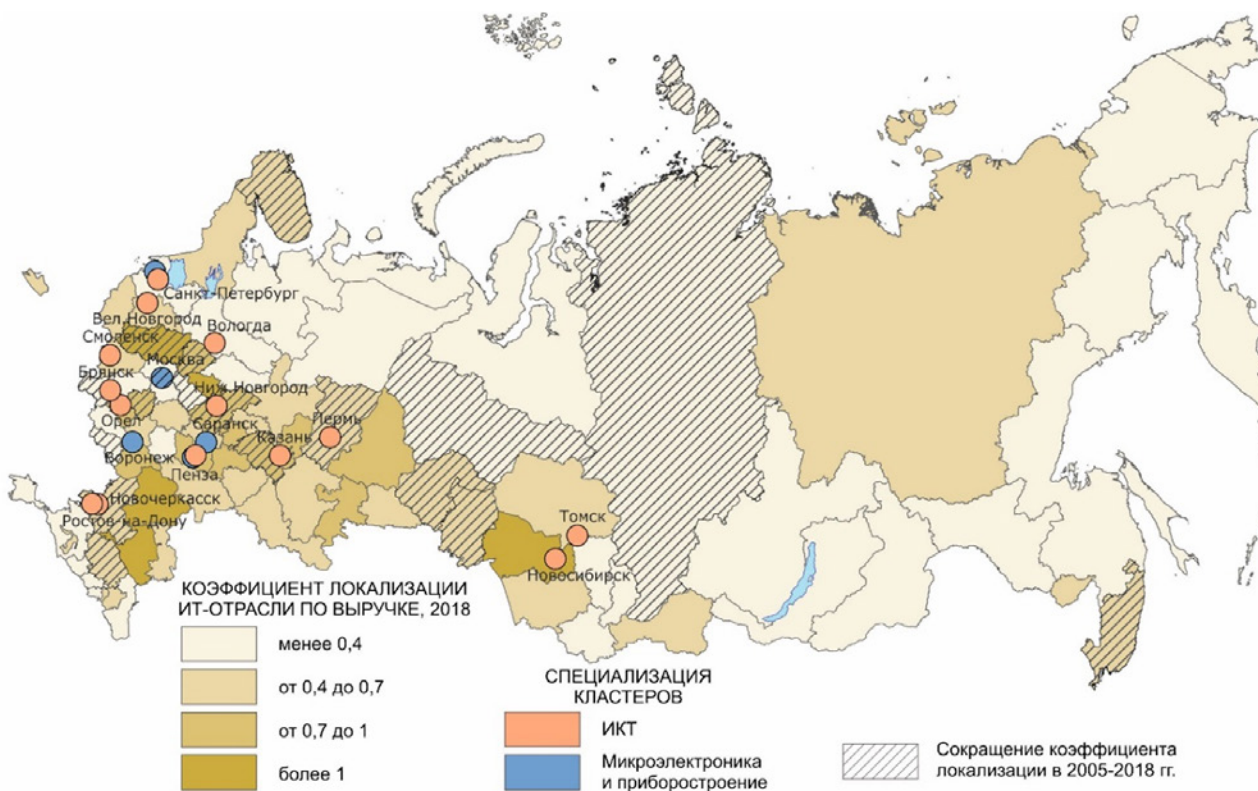 Санкт-Петербург
Вел.Новгород
Вологда
Смоленск
Москва
Брянск
Ниж.Новгород
Орел
Саранск
Пермь
Казань
Воронеж
Пенза
Новочеркасск
Ростов-на-Дону
Томск
Новосибирск
КОЭФФИЦИЕНТ ЛОКАЛИЗАЦИИ
ИТ-ОТРАСЛИ ПО ВЫРУЧКЕ, 2018
менее 0,4
от 0,4 до 0,7
от 0,7 до 1
более 1
СПЕЦИАЛИЗАЦИЯ
КЛАСТЕРОВ
ИКТ
Микроэлектроника
и приборостроение
Сокращение коэффициента
локализации в 2005-2018 гг.